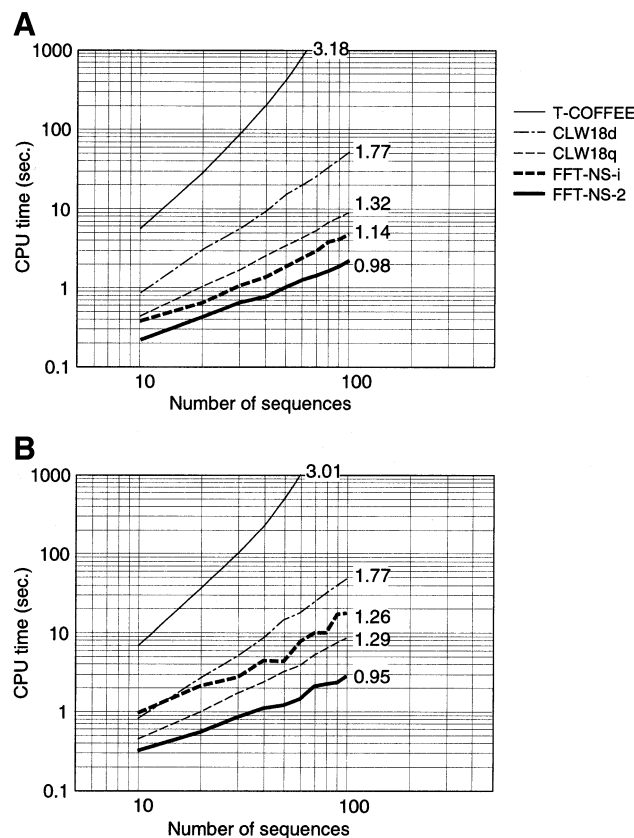 A
1000
100
10
1
0.1
CPU time (sec.)
3.18
1.77
1.32
1.14
0.98
10
100
Number of sequences
T-COFFEE
CLW18d
CLW18q
FFT-NS-i
FFT-NS-2
B
1000
100
10
1
0.1
CPU time (sec.)
3.01
1.77
1.26
1.29
0.95
10
100
Number of sequences